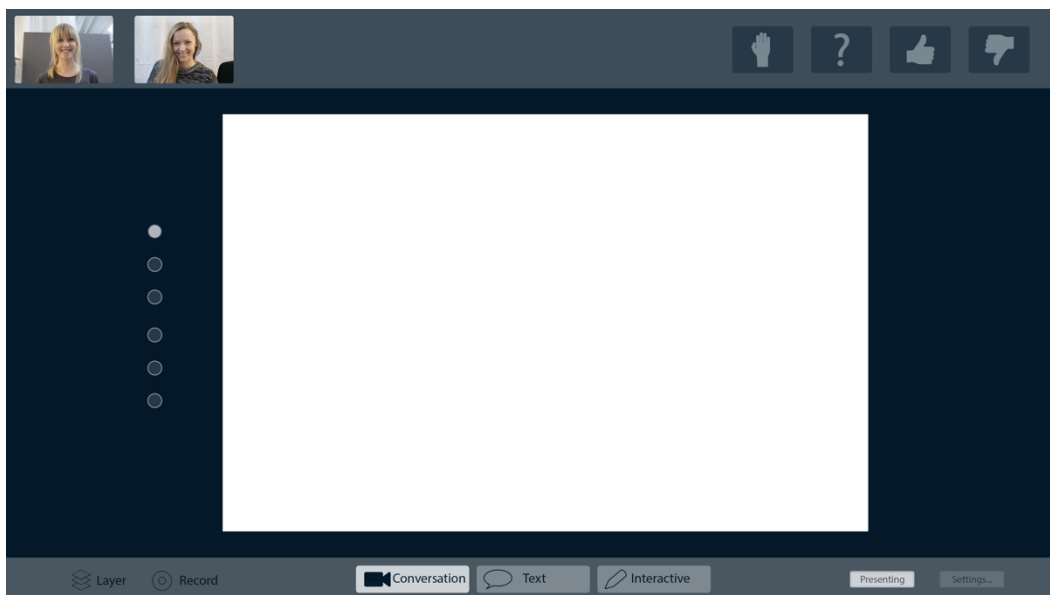 ?
Layer
Record
Conversation
Text
Interactive
Presenting
Settings...